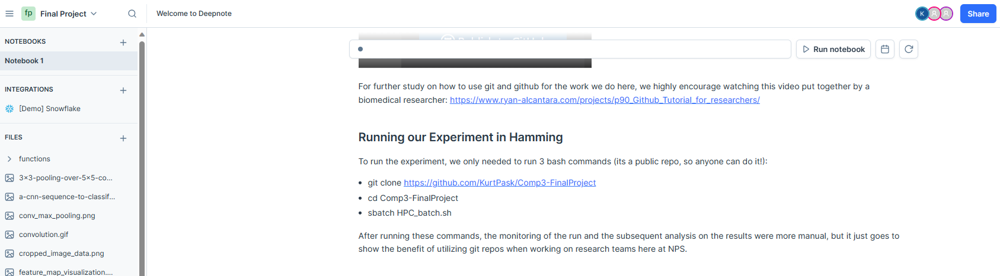 fp Final Project
Welcome to Deepnote
K
Share
NOTEBOOKS
Notebook 1
INTEGRATIONS
[Demo] Snowflake
FILES
functions
3×3-pooling-over-5×5-co...
a-cnn-sequence-to-classif...
conv_max_pooling.png
convolution.gif
cropped_image_data.png
feature_map_visualization....
Run notebook
For further study on how to use git and github for the work we do here, we highly encourage watching this video put together by a
biomedical researcher: https://www.ryan-alcantara.com/projects/p90_Github_Tutorial_for_researchers/
Running our Experiment in Hamming
To run the experiment, we only needed to run 3 bash commands (its a public repo, so anyone can do it!):
• git clone https://github.com/KurtPask/Comp3-FinalProject
• cd Comp3-FinalProject
• sbatch HPC_batch.sh
After running these commands, the monitoring of the run and the subsequent analysis on the results were more manual, but it just goes to
show the benefit of utilizing git repos when working on research teams here at NPS.